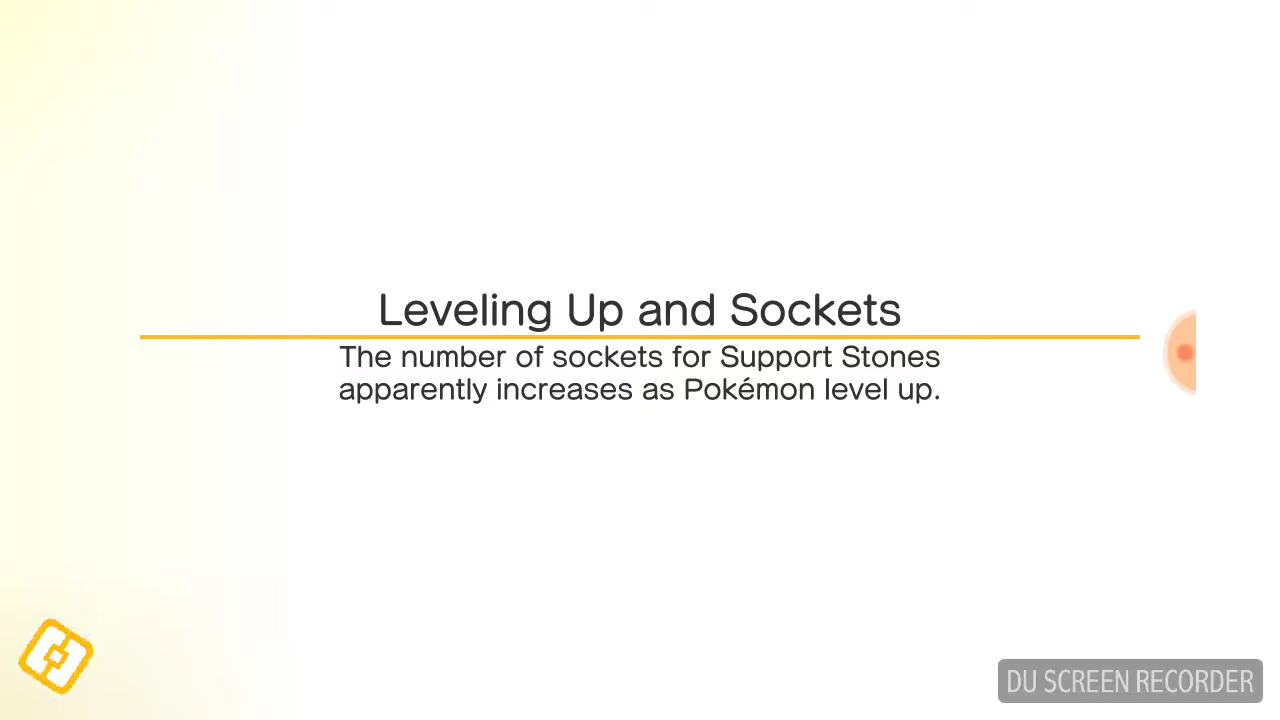 Leveling Up and Sockets
The number of sockets for Support Stones
apparently increases as Pokémon level up.
DU SCREEN RECORDER